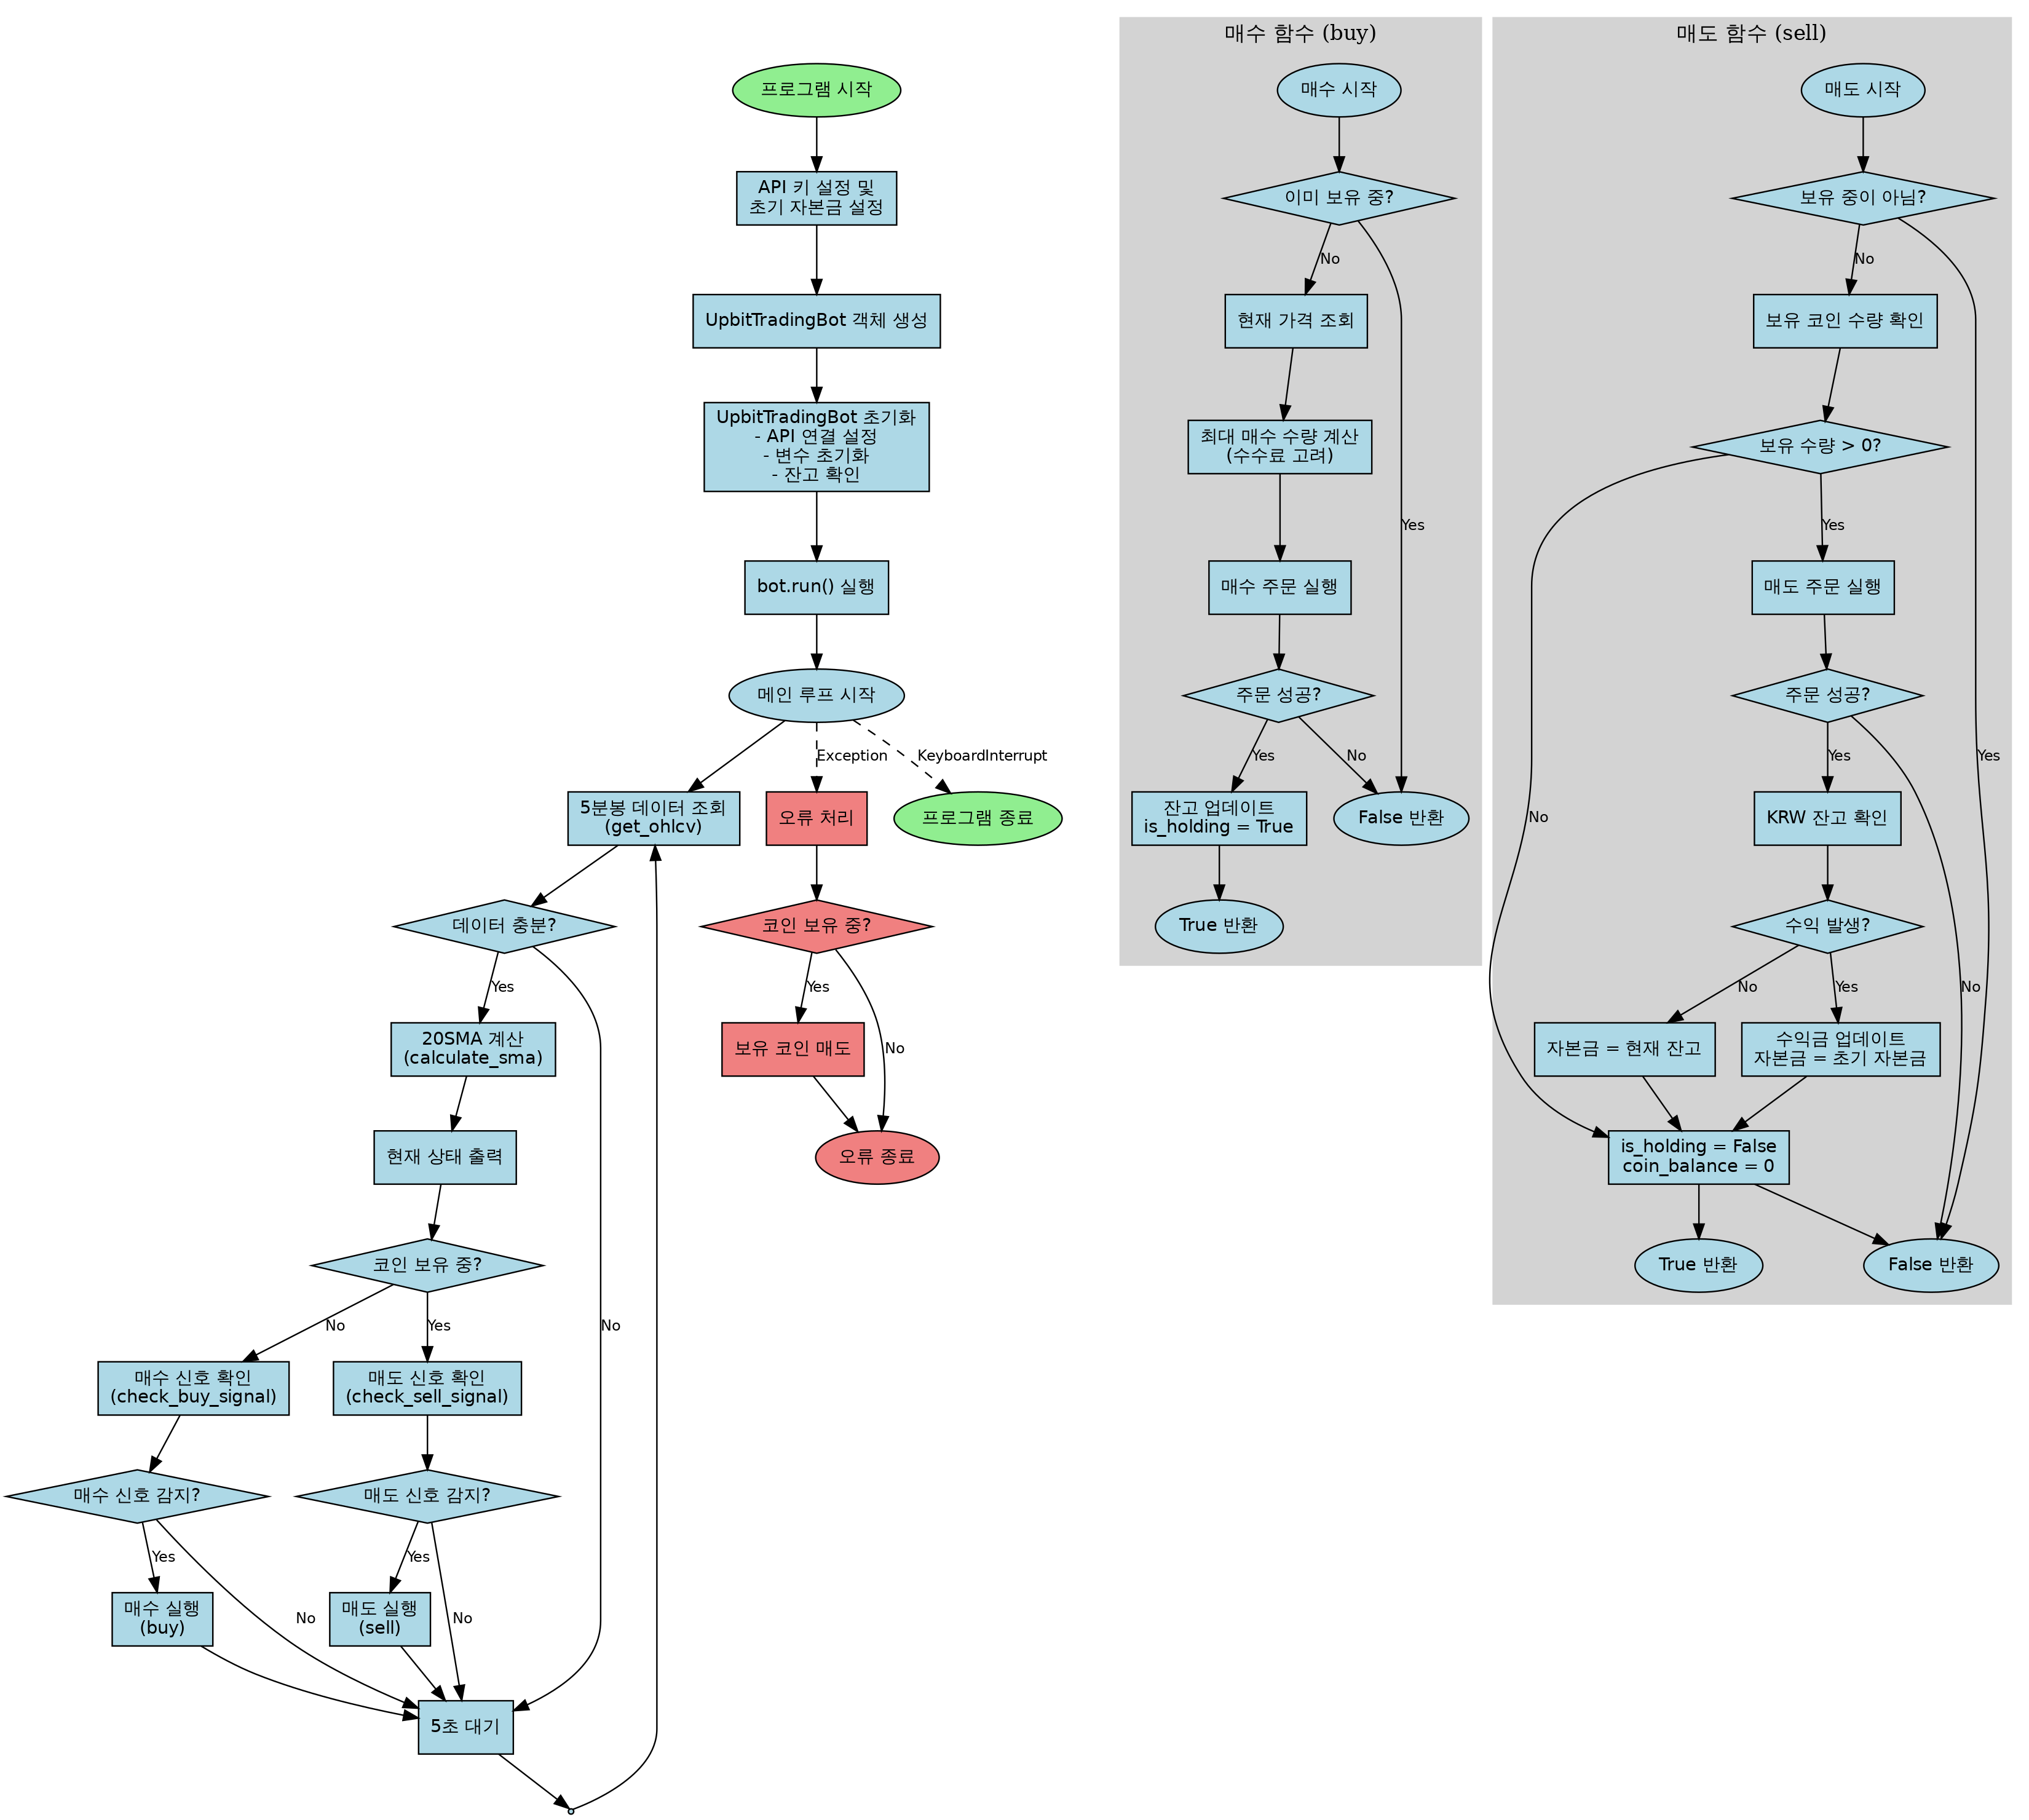 프로그램 시작
API 키 설정 및
초기 자본금 설정
UpbitTradingBot 객체 생성
UpbitTradingBot 초기화
- API 연결 설정
- 변수 초기화
- 잔고 확인
bot.run() 실행
메인 루프 시작
Exception
KeyboardInterrupt
5분봉 데이터 조회
(get_ohlcv)
오류 처리
프로그램 종료
데이터 충분?
코인 보유 중?
Yes
Yes
No
20SMA 계산
(calculate_sma)
보유 코인 매도
현재 상태 출력
오류 종료
코인 보유 중?
No
Yes
No
매수 신호 확인
(check_buy_signal)
매도 신호 확인
(check_sell_signal)
매수 신호 감지?
매도 신호 감지?
Yes
No
Yes
No
매수 실행
(buy)
매도 실행
(sell)
5초 대기
매수 함수 (buy)
매수 시작
이미 보유 중?
No
현재 가격 조회
최대 매수 수량 계산
(수수료 고려)
Yes
매수 주문 실행
주문 성공?
Yes
No
잔고 업데이트
is_holding = True
False 반환
True 반환
매도 함수 (sell)
매도 시작
보유 중이 아님?
No
보유 코인 수량 확인
보유 수량 > 0?
Yes
매도 주문 실행
주문 성공?
Yes
Yes
No
KRW 잔고 확인
수익 발생?
No
Yes
No
자본금 = 현재 잔고
수익금 업데이트
자본금 = 초기 자본금
is_holding = False
coin_balance = 0
True 반환
False 반환